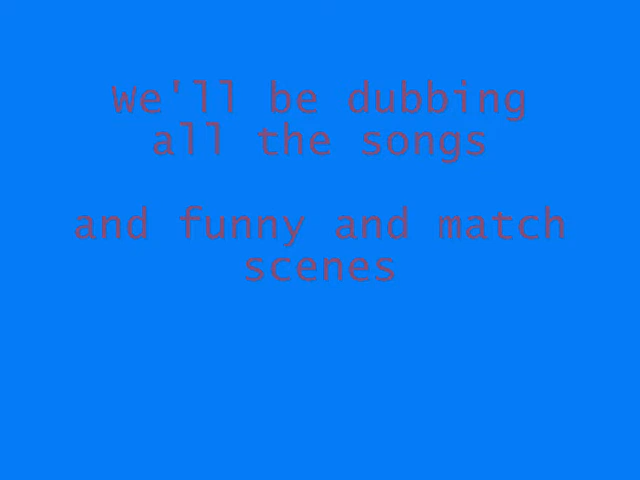 We'll be dubbing
all the songs
and funny and match
scenes